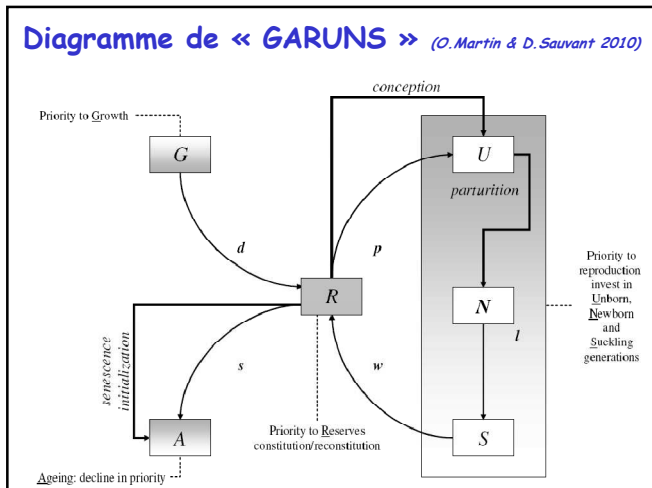 Diagramme de « GARUNS » (O.Martin & D.Sauvant 2010)
conception
Priority to Growth
G
U
parturition
d
p
Priority to
reproduction
invest in
Unborn,
Newborn
and
Suckling
generations
R
N
l
senescence
initialization
s
w
A
Priority to Reserves
constitution/reconstitution
S
Ageing: decline in priority